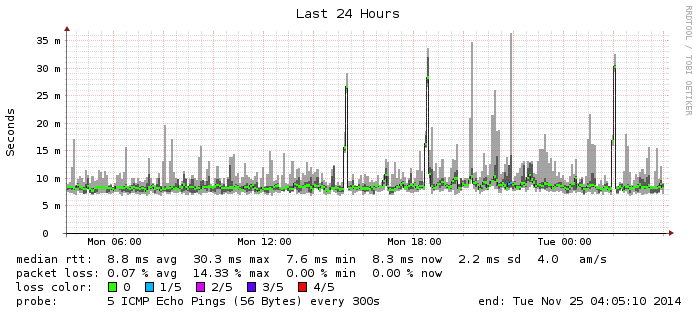 Last 24 Hours
RRDTOOL / TOBI OETIKER
Seconds
35 m
30 m
25 m
20 m
15 m
10 m
5 m
0
Mon 06:00 Mon 12:00 Mon 18:00 Tue 00:00
median rtt: 8.8 ms avg 30.3 ms max 7.6 ms min 8.3 ms now 2.2 ms sd 4.0 am/s
packet loss: 0.07 % avg 14.33 % max 0.00 % min 0.00 % now
loss color: 0 1/5 2/5 3/5 4/5
probe: 5 ICMP Echo Pings (56 Bytes) every 300s end: Tue Nov 25 04:05:10 2014